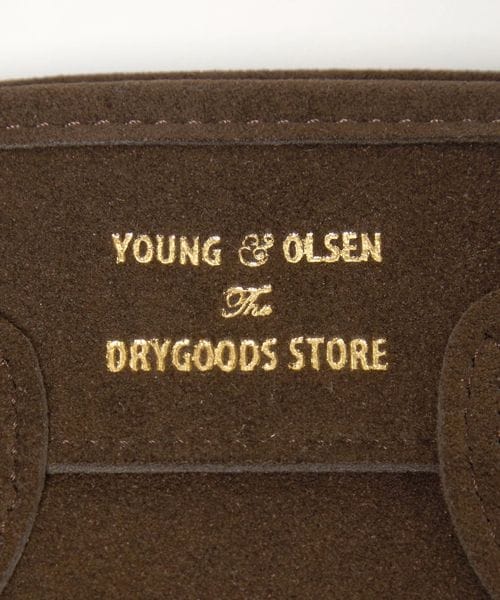 YOUNG & OLSEN
The
DRYGOODS STORE